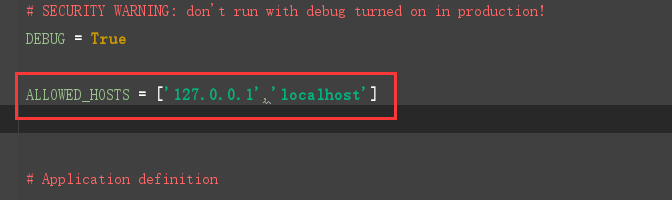 # SECURITY WARNING: don't run with debug turned on in production!
DEBUG = True
ALLOWED_HOSTS = ['127.0.0.1','localhost']
# Application definition